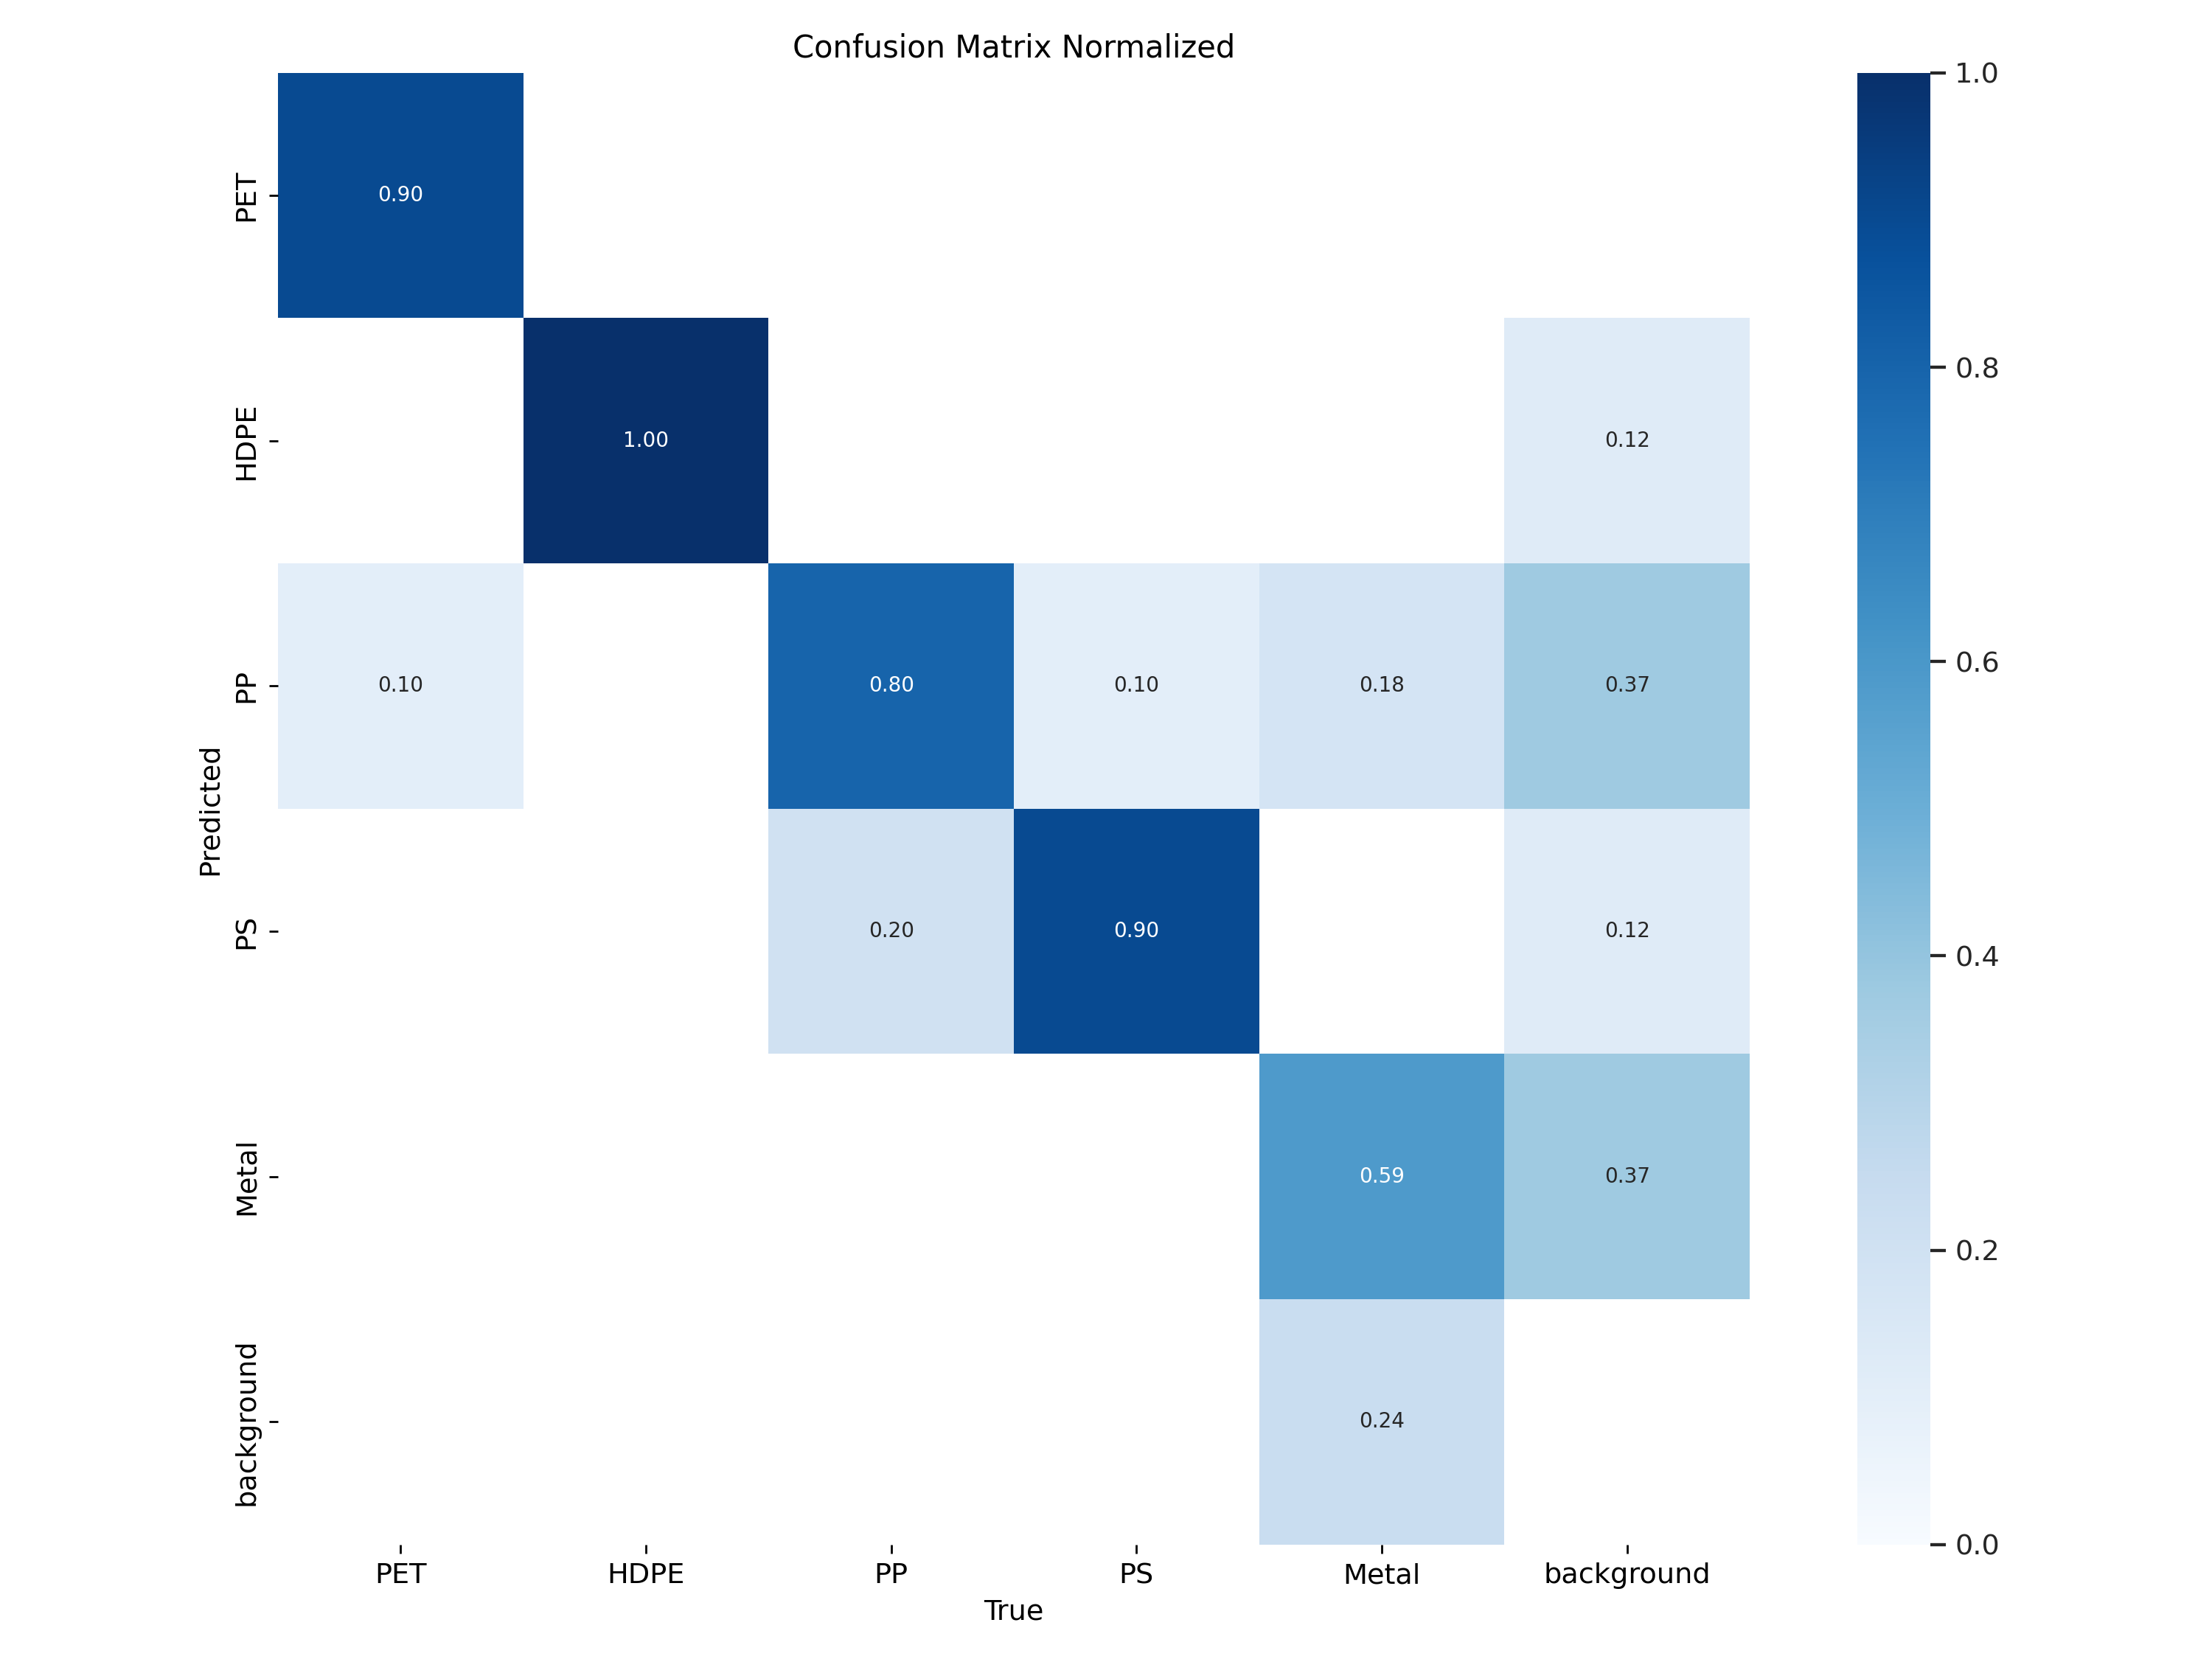 Confusion Matrix Normalized
1.0
PET
0.90
0.8
HDPE
1.00
0.12
0.6
PP
0.10
0.80
0.10
0.18
0.37
Predicted
0.4
PS
0.20
0.90
0.12
Metal
0.59
0.37
0.2
background
0.24
0.0
PET HDPE PP PS Metal background
True